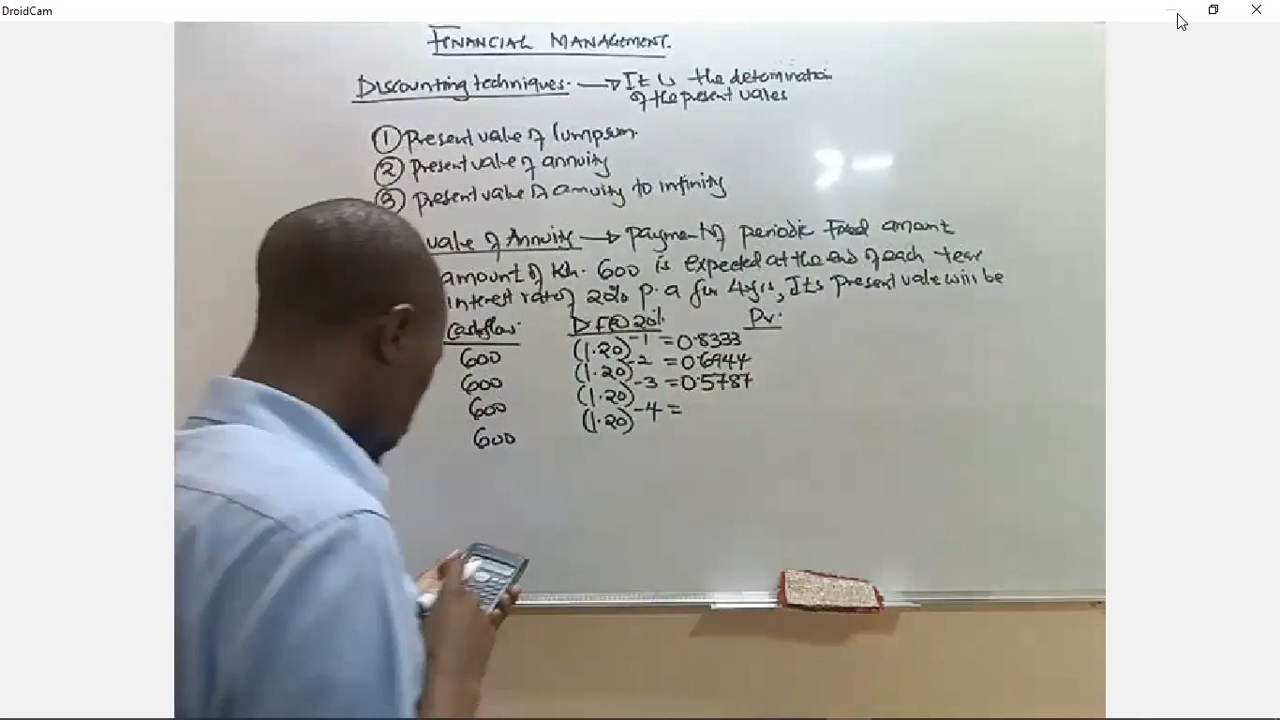 DroidCam
FINANCIAL MANAGEMENT.
Discounting techniques. → It is the determination
of the present values
① Present value of lumpsum.
② Present value of annuity
③ Present value of annuity to infinity
value of Annuity → payment of periodic Fixed amount
amount of Ksh. 600 is expected at the end of each year
interest rate of 20% p.a for 4yrs, Its present value will be
Cashflow DF@20% Pv.
600 (1.20)⁻¹ = 0.8333
600 (1.20)⁻² = 0.6944
600 (1.20)⁻³ = 0.5787
600 (1.20)⁻⁴ =